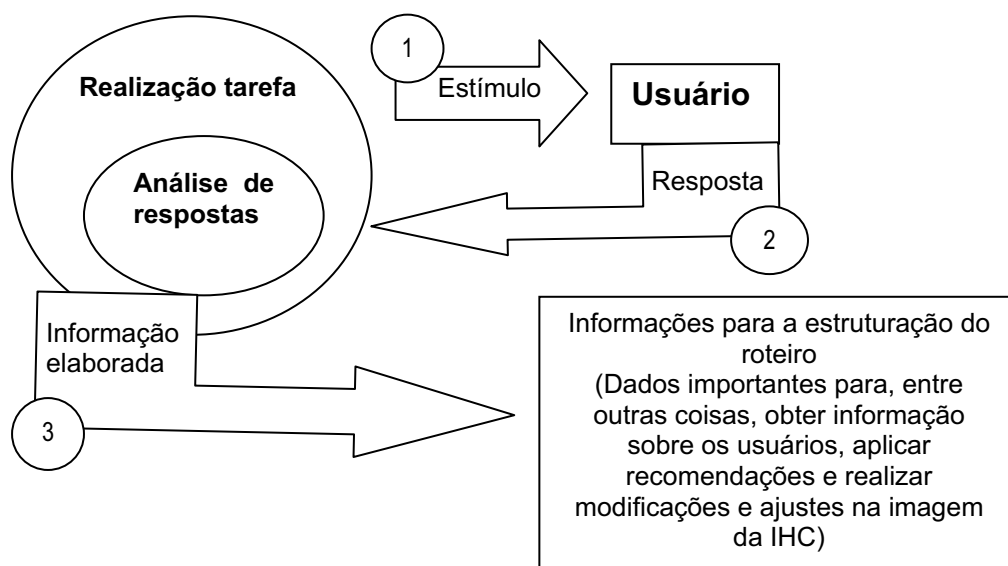 Realização tarefa
Análise de
respostas
1
Estímulo
Usuário
Resposta
2
Informação
elaborada
3
Informações para a estruturação do
roteiro
(Dados importantes para, entre
outras coisas, obter informação
sobre os usuários, aplicar
recomendações e realizar
modificações e ajustes na imagem
da IHC)